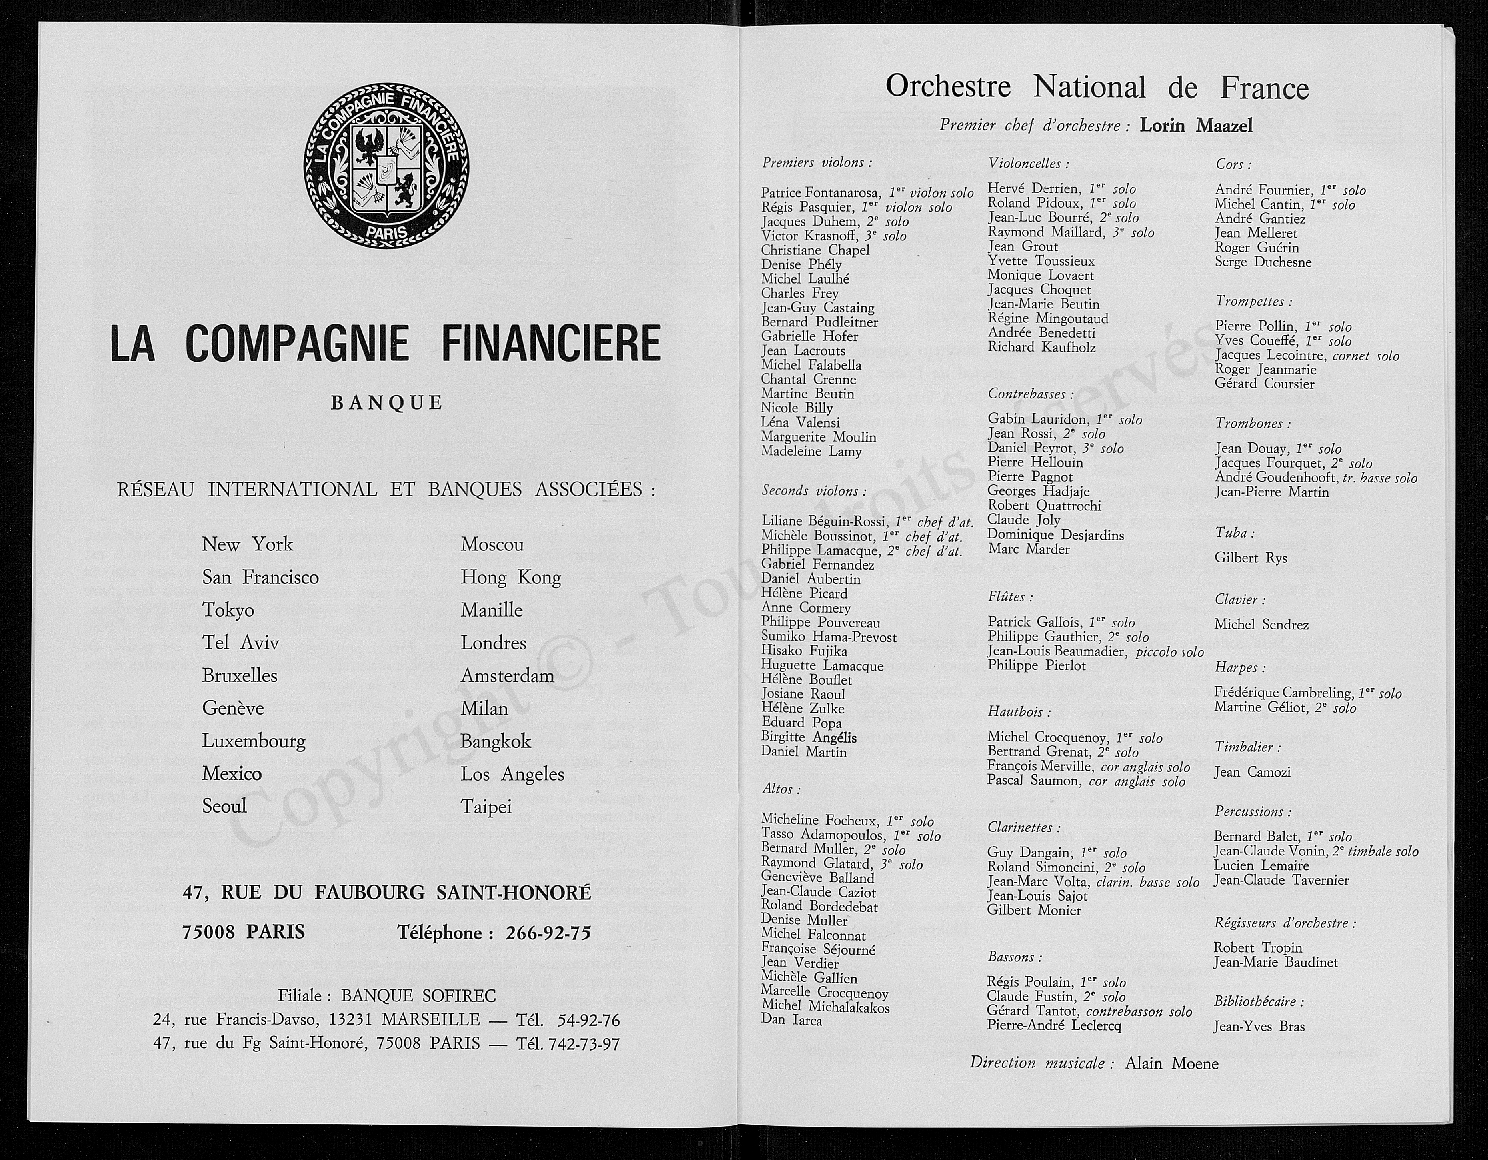 LA COMPAGNIE FINANCIERE
PARIS
LA COMPAGNIE FINANCIERE
BANQUE
RÉSEAU INTERNATIONAL ET BANQUES ASSOCIÉES :
New York
San Francisco
Tokyo
Tel Aviv
Bruxelles
Genève
Luxembourg
Mexico
Seoul
Moscou
Hong Kong
Manille
Londres
Amsterdam
Milan
Bangkok
Los Angeles
Taipei
47, RUE DU FAUBOURG SAINT-HONORÉ
75008 PARIS Téléphone : 266-92-75
Filiale : BANQUE SOFIREC
24, rue Francis-Davso, 13231 MARSEILLE — Tél. 54-92-76
47, rue du Fg Saint-Honoré, 75008 PARIS — Tél. 742-73-97
Orchestre National de France
Premier chef d'orchestre : Lorin Maazel
Premiers violons :
Patrice Fontanarosa, 1er violon solo
Régis Pasquier, 1er violon solo
Jacques Duhem, 2e solo
Victor Krasnoff, 3e solo
Christiane Chapel
Denise Phély
Michel Laulhé
Charles Frey
Jean-Guy Castaing
Bernard Pudleitner
Gabrielle Hofer
Jean Lacrouts
Michel Falabella
Chantal Crenne
Martine Beutin
Nicole Billy
Léna Valensi
Marguerite Moulin
Madeleine Lamy
Seconds violons :
Liliane Béguin-Rossi, 1er chef d'at.
Michèle Boussinot, 1er chef d'at.
Philippe Lamacque, 2e chef d'at.
Gabriel Fernandez
Daniel Aubertin
Hélène Picard
Anne Cormery
Philippe Pouvereau
Sumiko Hama-Prevost
Hisako Fujika
Huguette Lamacque
Hélène Bouflet
Josiane Raoul
Hélène Zulke
Eduard Popa
Birgitte Angélis
Daniel Martin
Altos :
Micheline Focheux, 1er solo
Tasso Adamopoulos, 1er solo
Bernard Muller, 2e solo
Raymond Glatard, 3e solo
Geneviève Balland
Jean-Claude Caziot
Roland Bordedebat
Denise Muller
Michel Falconnat
Françoise Séjourné
Jean Verdier
Michèle Gallien
Marcelle Crocquenoy
Michel Michalakakos
Dan Iarca
Violoncelles :
Hervé Derrien, 1er solo
Roland Pidoux, 1er solo
Jean-Luc Bourré, 2e solo
Raymond Maillard, 3e solo
Jean Grout
Yvette Toussieux
Monique Lovaert
Jacques Choquet
Jean-Marie Beutin
Régine Mingoutaud
Andrée Benedetti
Richard Kaufholz
Contrebasses :
Gabin Lauridon, 1er solo
Jean Rossi, 2e solo
Daniel Peyrot, 3e solo
Pierre Hellouin
Pierre Pagnot
Georges Hadjaje
Robert Quattrochi
Claude Joly
Dominique Desjardins
Marc Marder
Flûtes :
Patrick Gallois, 1er solo
Philippe Gauthier, 2e solo
Jean-Louis Beaumadier, piccolo solo
Philippe Pierlot
Hautbois :
Michel Crocquenoy, 1er solo
Bertrand Grenat, 2e solo
François Merville, cor anglais solo
Pascal Saumon, cor anglais solo
Clarinettes :
Guy Dangain, 1er solo
Roland Simoncini, 2e solo
Jean-Marc Volta, clarin. basse solo
Jean-Louis Sajot
Gilbert Monier
Bassons :
Régis Poulain, 1er solo
Claude Fustin, 2e solo
Gérard Tantot, contrebasson solo
Pierre-André Leclercq
Cors :
André Fournier, 1er solo
Michel Cantin, 1er solo
André Gantiez
Jean Melleret
Roger Guérin
Serge Duchesne
Trompettes :
Pierre Pollin, 1er solo
Yves Coueffé, 1er solo
Jacques Lecointre, cornet solo
Roger Jeanmarie
Gérard Coursier
Trombones :
Jean Douay, 1er solo
Jacques Fourquet, 2e solo
André Goudenhooft, tr. basse solo
Jean-Pierre Martin
Tuba :
Gilbert Rys
Clavier :
Michel Sendrez
Harpes :
Frédérique Cambreling, 1er solo
Martine Géliot, 2e solo
Timbalier :
Jean Camozi
Percussions :
Bernard Balet, 1er solo
Jean-Claude Vonin, 2e timbale solo
Lucien Lemaire
Jean-Claude Tavernier
Régisseurs d'orchestre :
Robert Tropin
Jean-Marie Baudinet
Bibliothécaire :
Jean-Yves Bras
Direction musicale : Alain Moene
Copyright © - Tous droits réservés